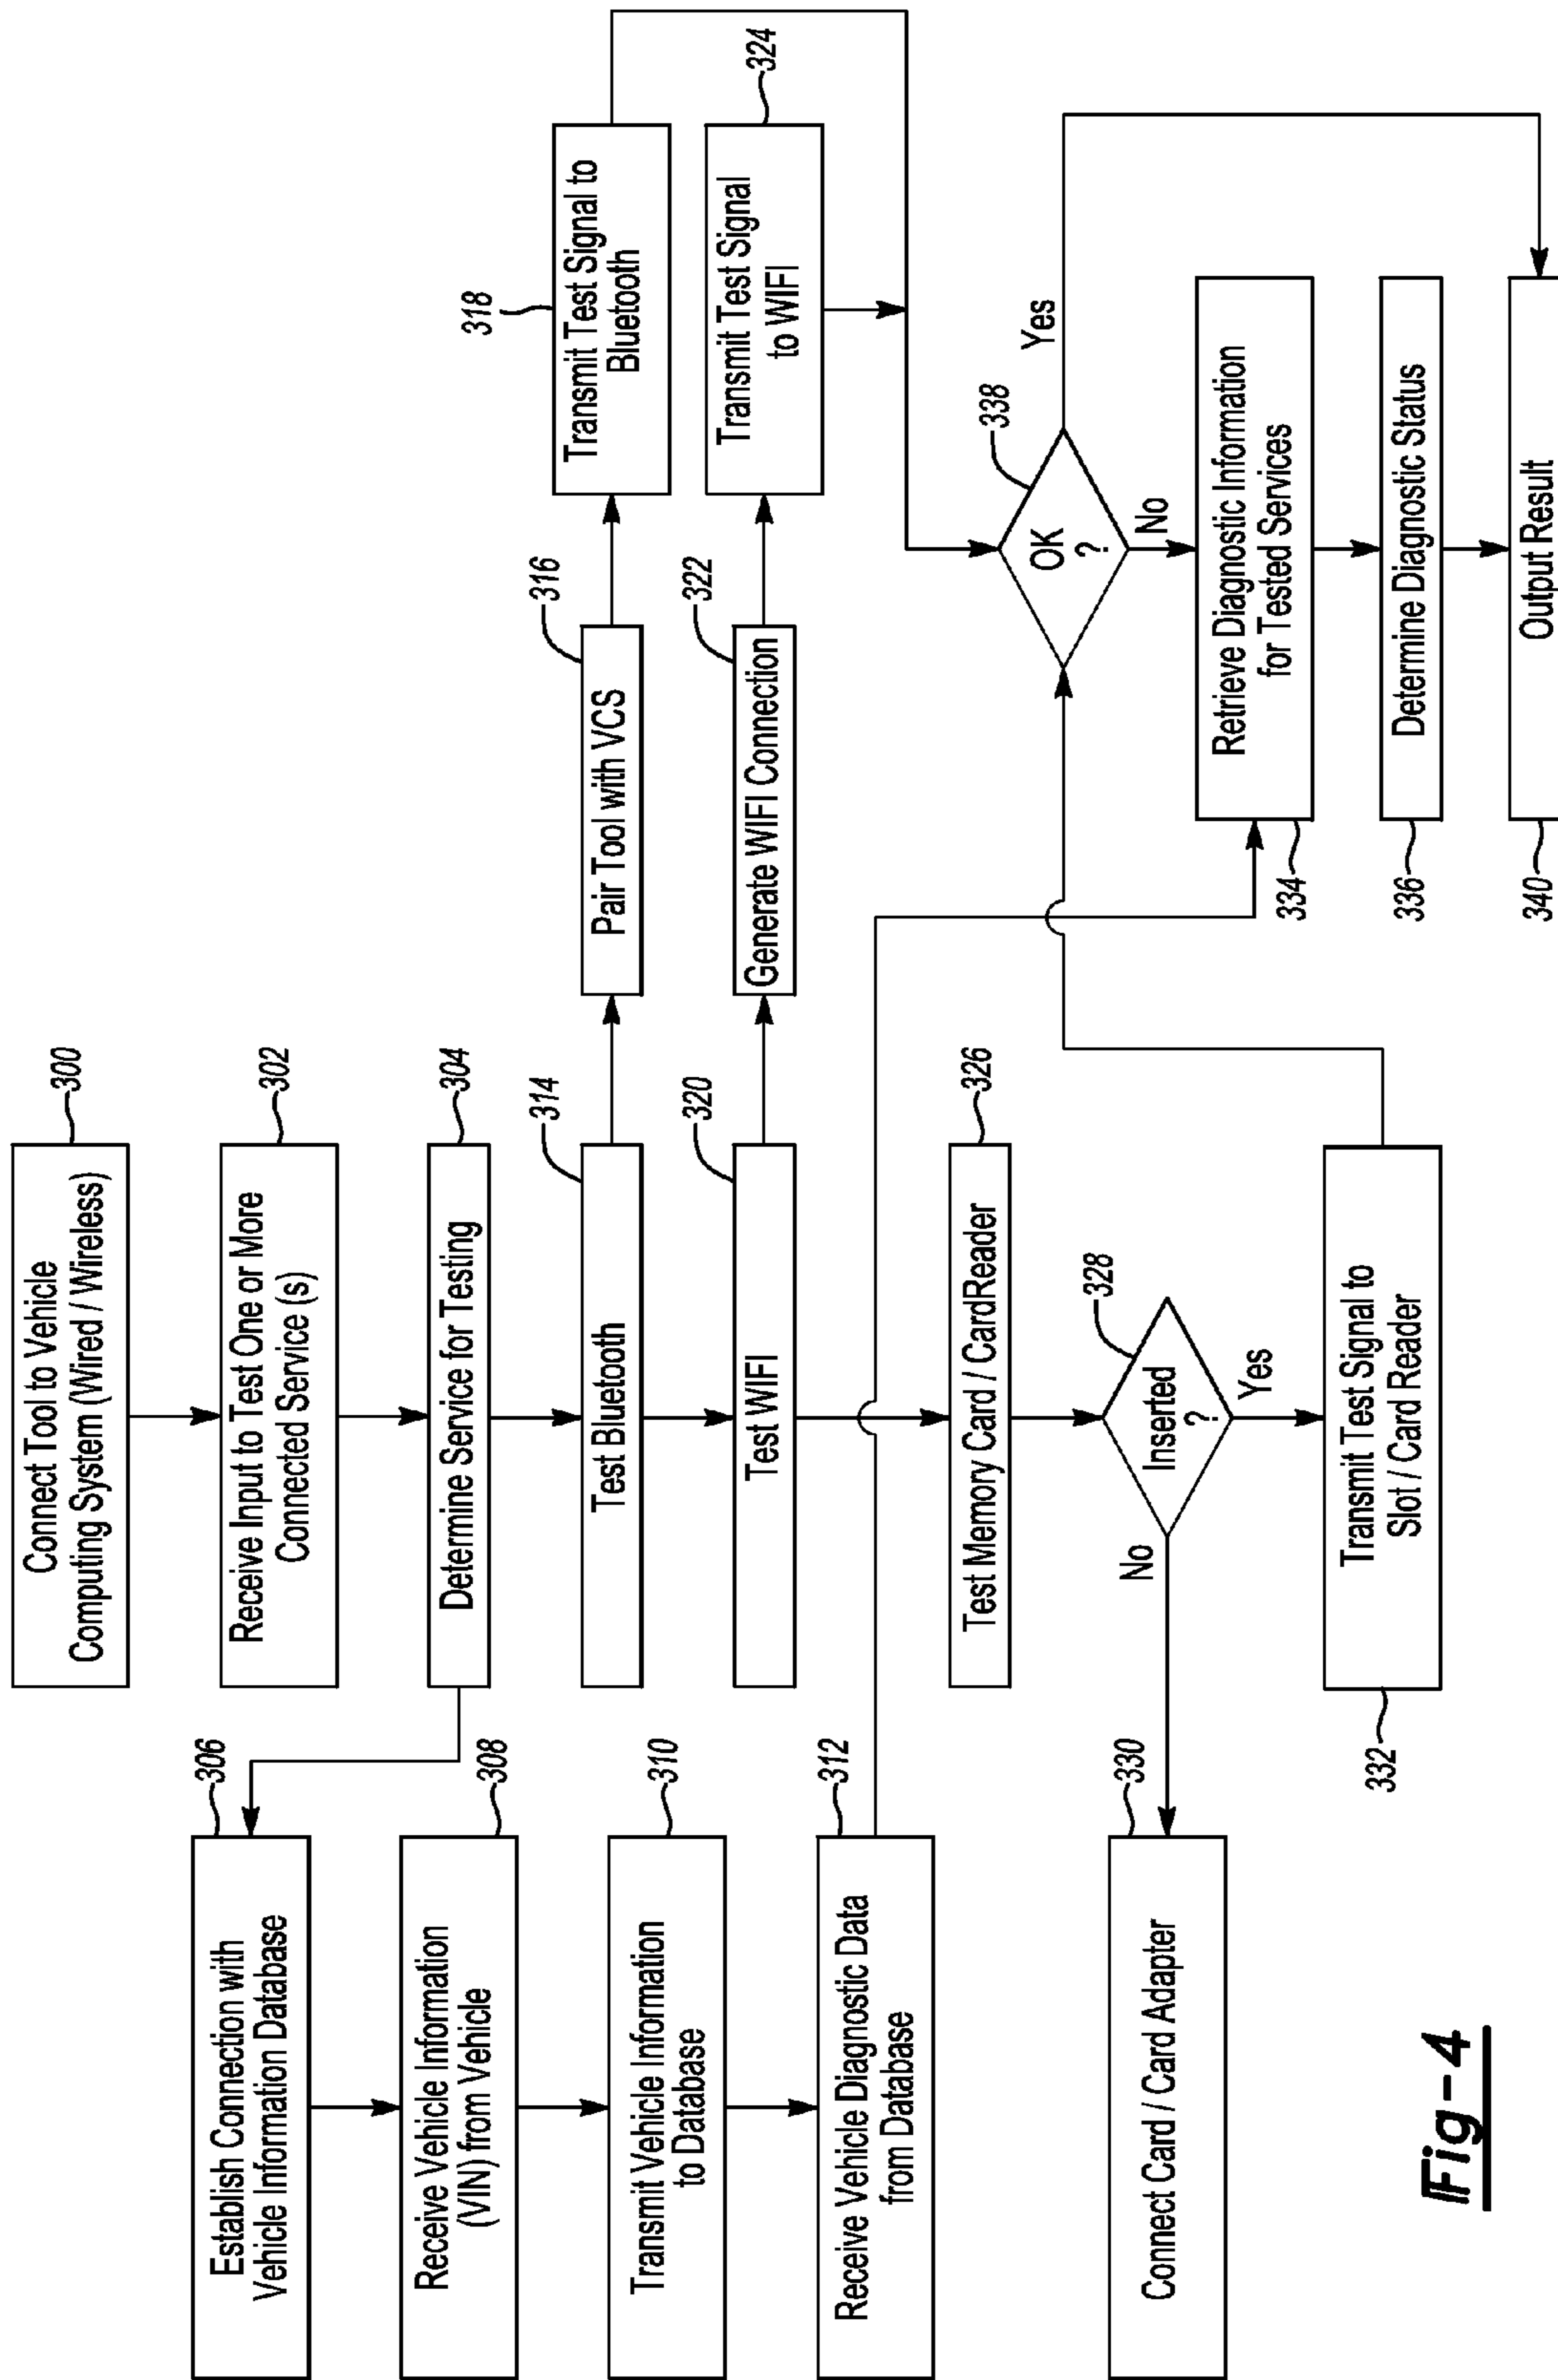 300
Connect Tool to Vehicle
Computing System (Wired / Wireless)
302
Receive Input to Test One or More
Connected Service (s)
304
Determine Service for Testing
306
Establish Connection with
Vehicle Information Database
308
Receive Vehicle Information
(VIN) from Vehicle
310
Transmit Vehicle Information
to Database
312
Receive Vehicle Diagnostic Data
from Database
314
Test Bluetooth
316
Pair Tool with VCS
318
Transmit Test Signal to
Bluetooth
320
Test WIFI
322
Generate WIFI Connection
324
Transmit Test Signal
to WIFI
326
Test Memory Card / CardReader
328
Inserted
?
No
Yes
330
Connect Card / Card Adapter
332
Transmit Test Signal to
Slot / Card Reader
338
OK
?
Yes
No
Retrieve Diagnostic Information
for Tested Services
334
Determine Diagnostic Status
336
Output Result
340
Fig-4